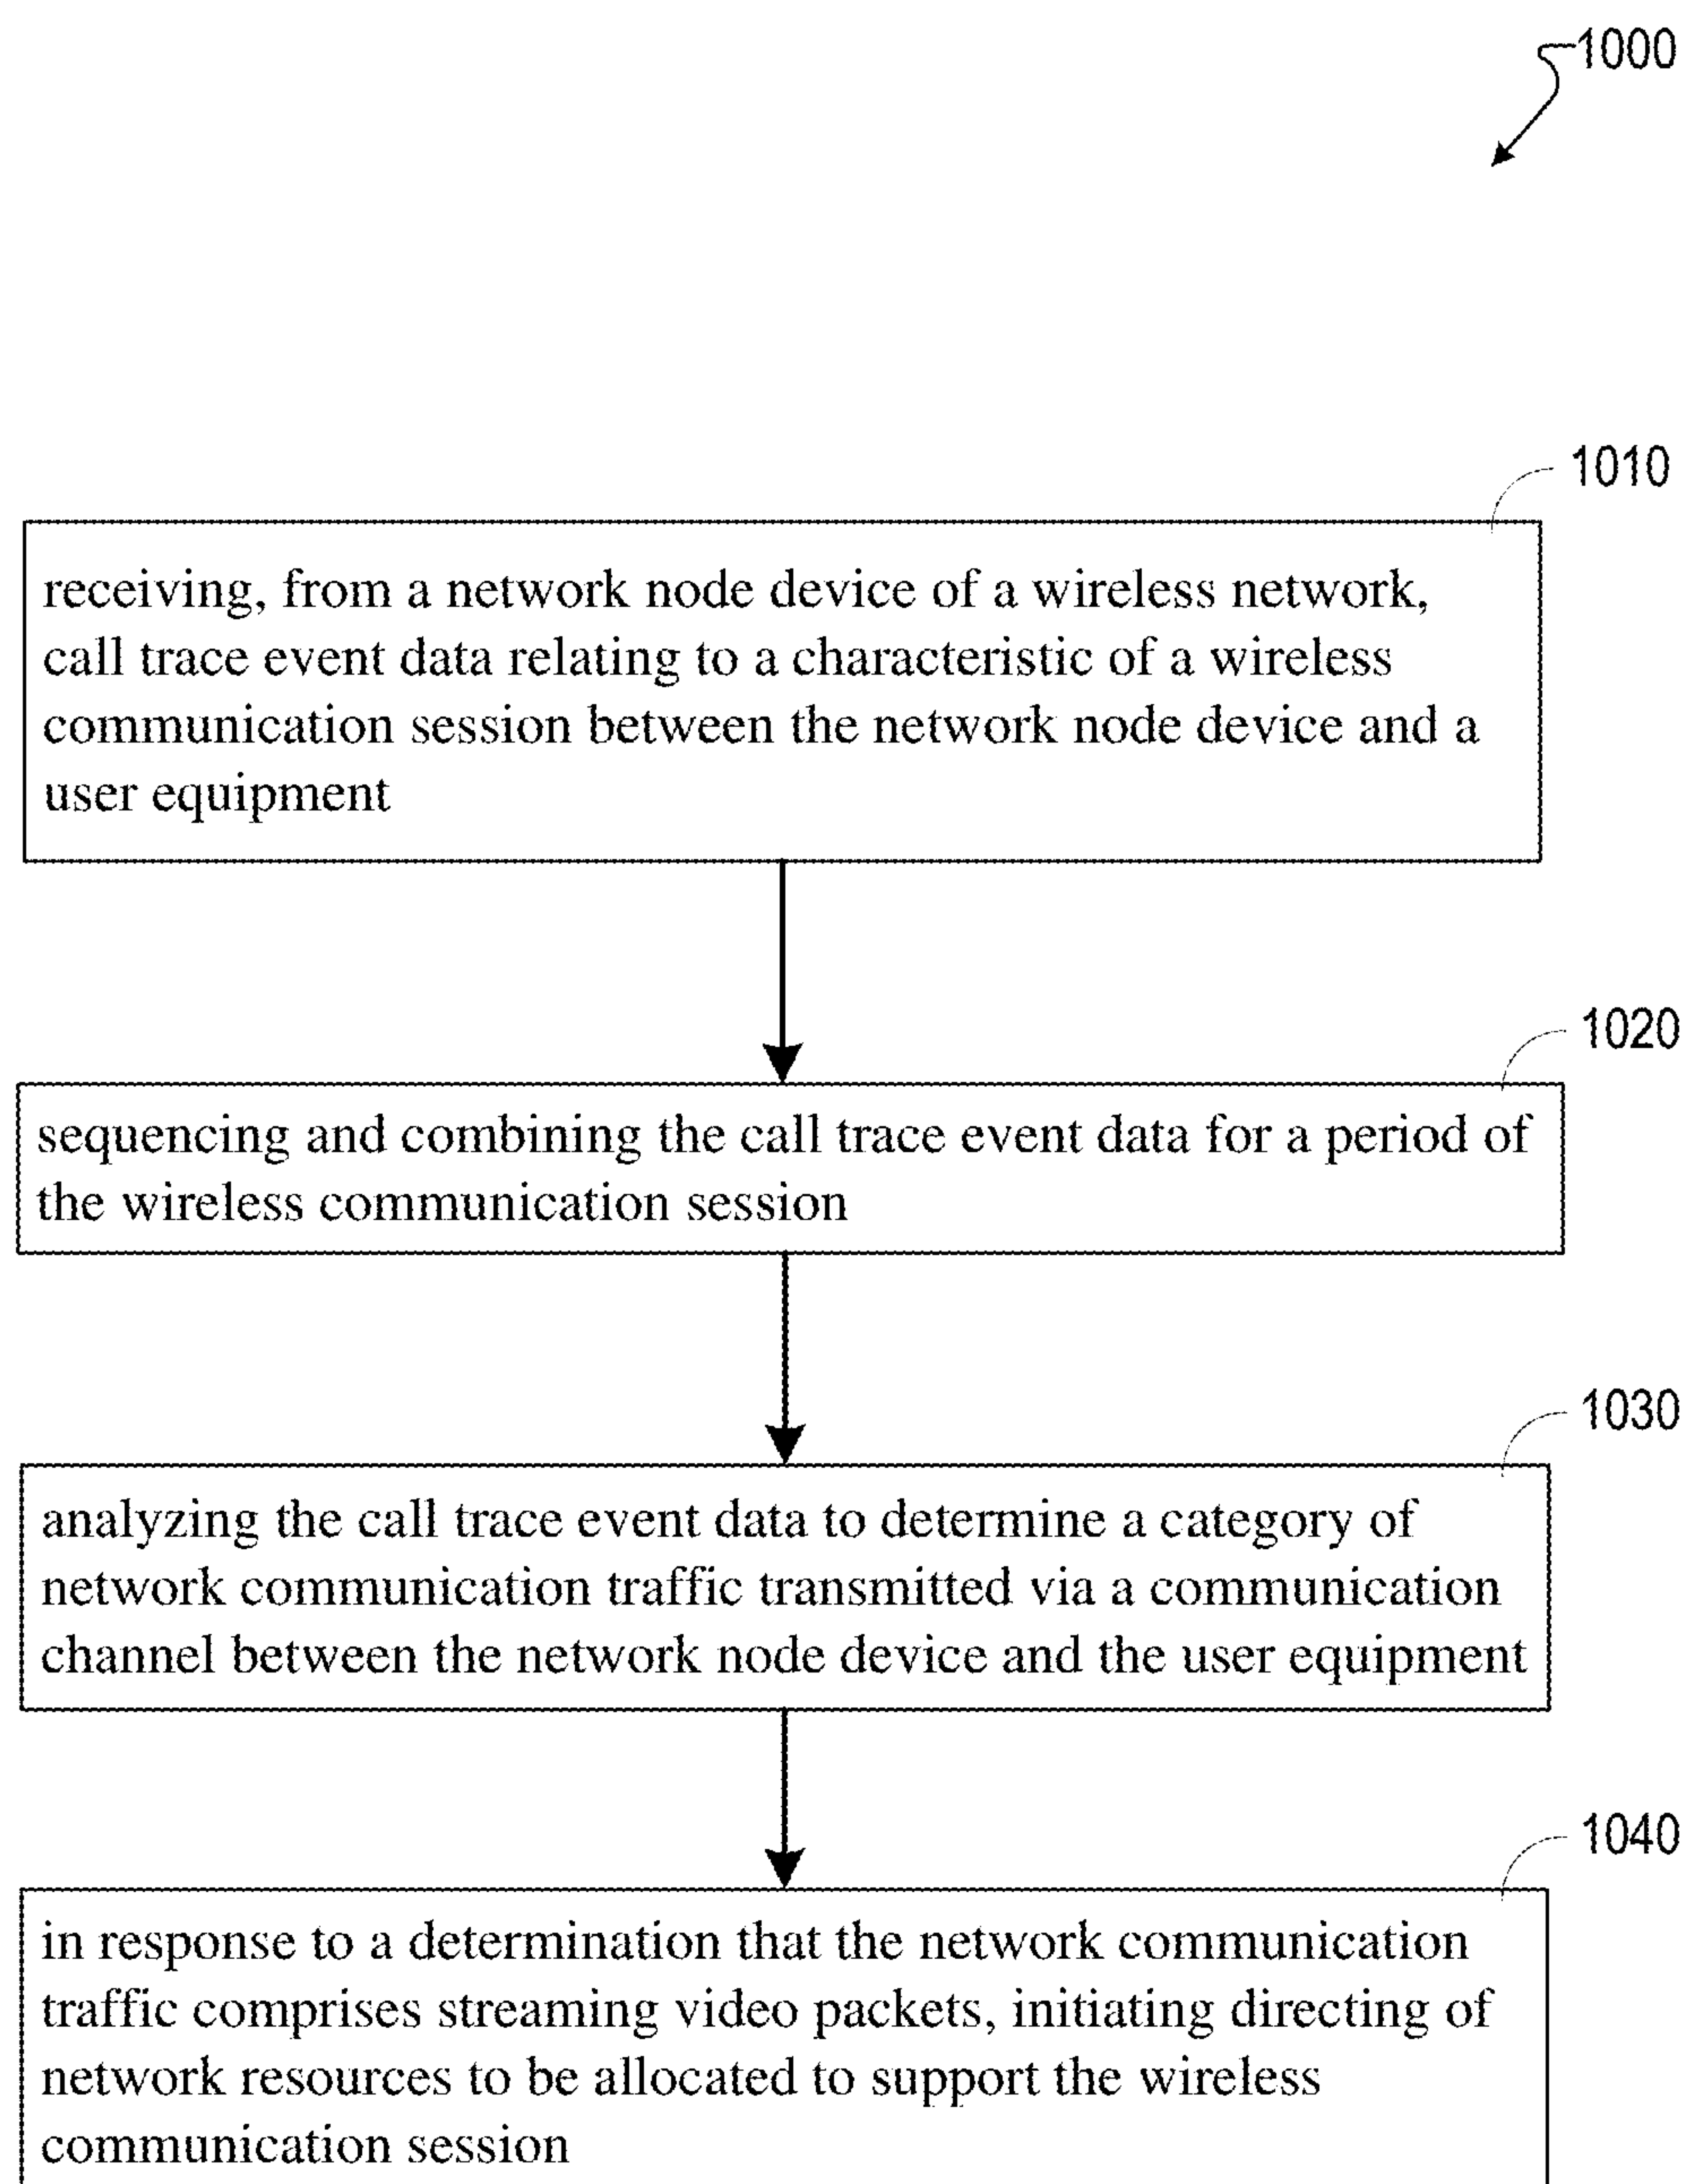 1000
1010
receiving, from a network node device of a wireless network,
call trace event data relating to a characteristic of a wireless
communication session between the network node device and a
user equipment
1020
sequencing and combining the call trace event data for a period of
the wireless communication session
1030
analyzing the call trace event data to determine a category of
network communication traffic transmitted via a communication
channel between the network node device and the user equipment
1040
in response to a determination that the network communication
traffic comprises streaming video packets, initiating directing of
network resources to be allocated to support the wireless
communication session